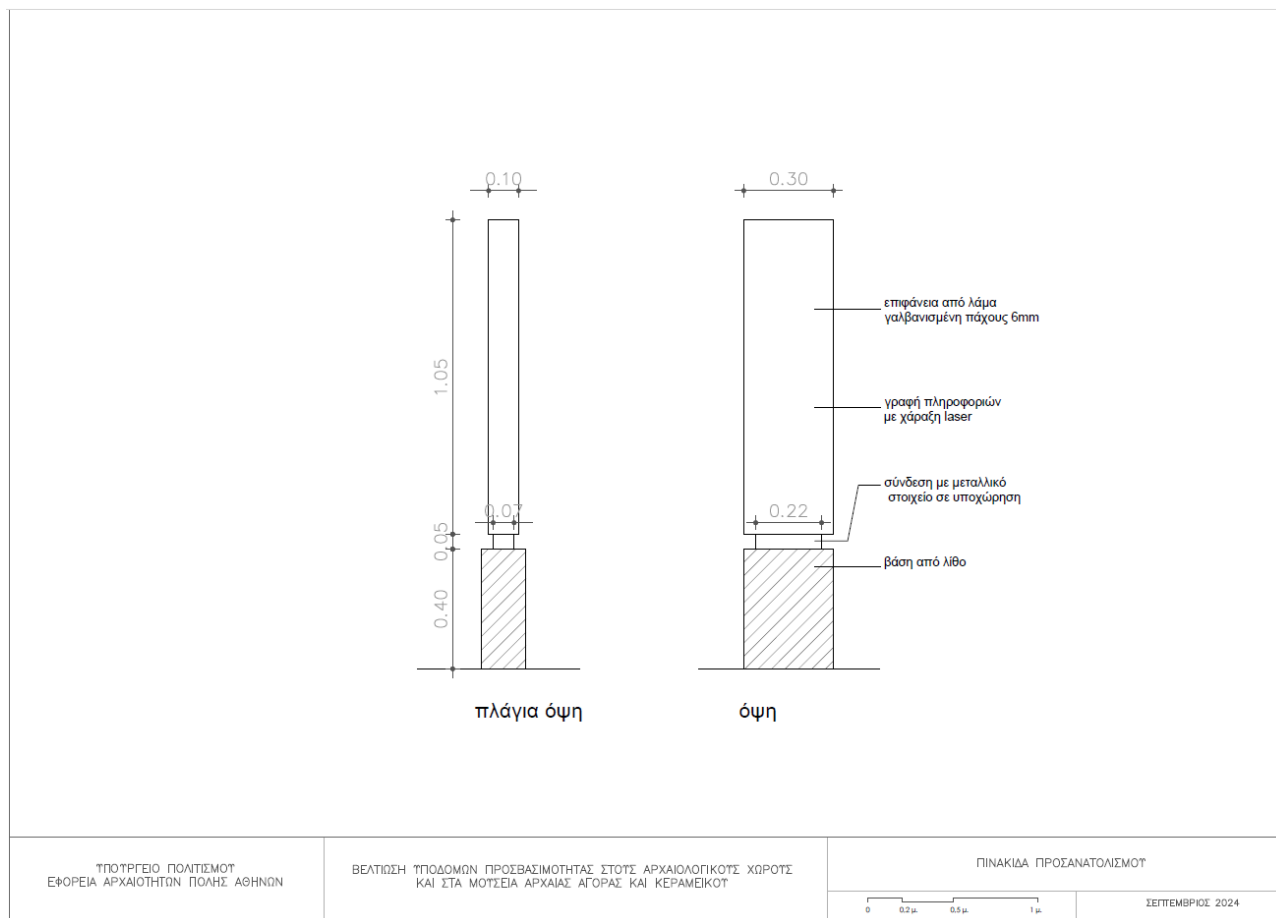 0.10
0.30
επιφάνεια από λάμα
γαλβανισμένη πάχους 6mm
1.05
γραφή πληροφοριών
με χάραξη laser
σύνδεση με μεταλλικό
στοιχείο σε υποχώρηση
0.07
0.22
0.05
βάση από λίθο
0.40
πλάγια όψη
όψη
ΥΠΟΥΡΓΕΙΟ ΠΟΛΙΤΙΣΜΟΥ
ΕΦΟΡΕΙΑ ΑΡΧΑΙΟΤΗΤΩΝ ΠΟΛΗΣ ΑΘΗΝΩΝ
ΒΕΛΤΙΩΣΗ ΥΠΟΔΟΜΩΝ ΠΡΟΣΒΑΣΙΜΟΤΗΤΑΣ ΣΤΟΥΣ ΑΡΧΑΙΟΛΟΓΙΚΟΥΣ ΧΩΡΟΥΣ
ΚΑΙ ΣΤΑ ΜΟΥΣΕΙΑ ΑΡΧΑΙΑΣ ΑΓΟΡΑΣ ΚΑΙ ΚΕΡΑΜΕΙΚΟΥ
ΠΙΝΑΚΙΔΑ ΠΡΟΣΑΝΑΤΟΛΙΣΜΟΥ
0 0,2 μ. 0,5 μ. 1 μ.
ΣΕΠΤΕΜΒΡΙΟΣ 2024